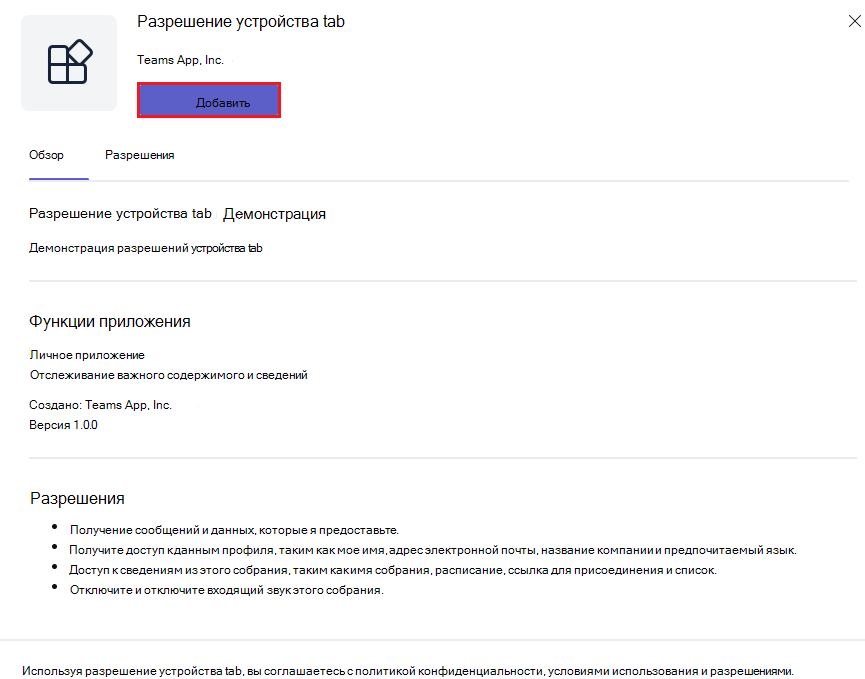 Разрешение устройства tab
Teams App, Inc.
Добавить
Обзор Разрешения
Разрешение устройства tab Демонстрация
Демонстрация разрешений устройства tab
Функции приложения
Личное приложение
Отслеживание важного содержимого и сведений
Создано: Teams App, Inc.
Версия 1.0.0
Разрешения
Получение сообщений и данных, которые я предоставьте.
Получите доступ к данным профиля, таким как мое имя, адрес электронной почты, название компании и предпочитаемый язык.
Доступ к сведениям из этого собрания, таким как имя собрания, расписание, ссылка для присоединения и список.
Отключите и отключите входящий звук этого собрания.
Используя разрешение устройства tab, вы соглашаетесь с политикой конфиденциальности, условиями использования и разрешениями.